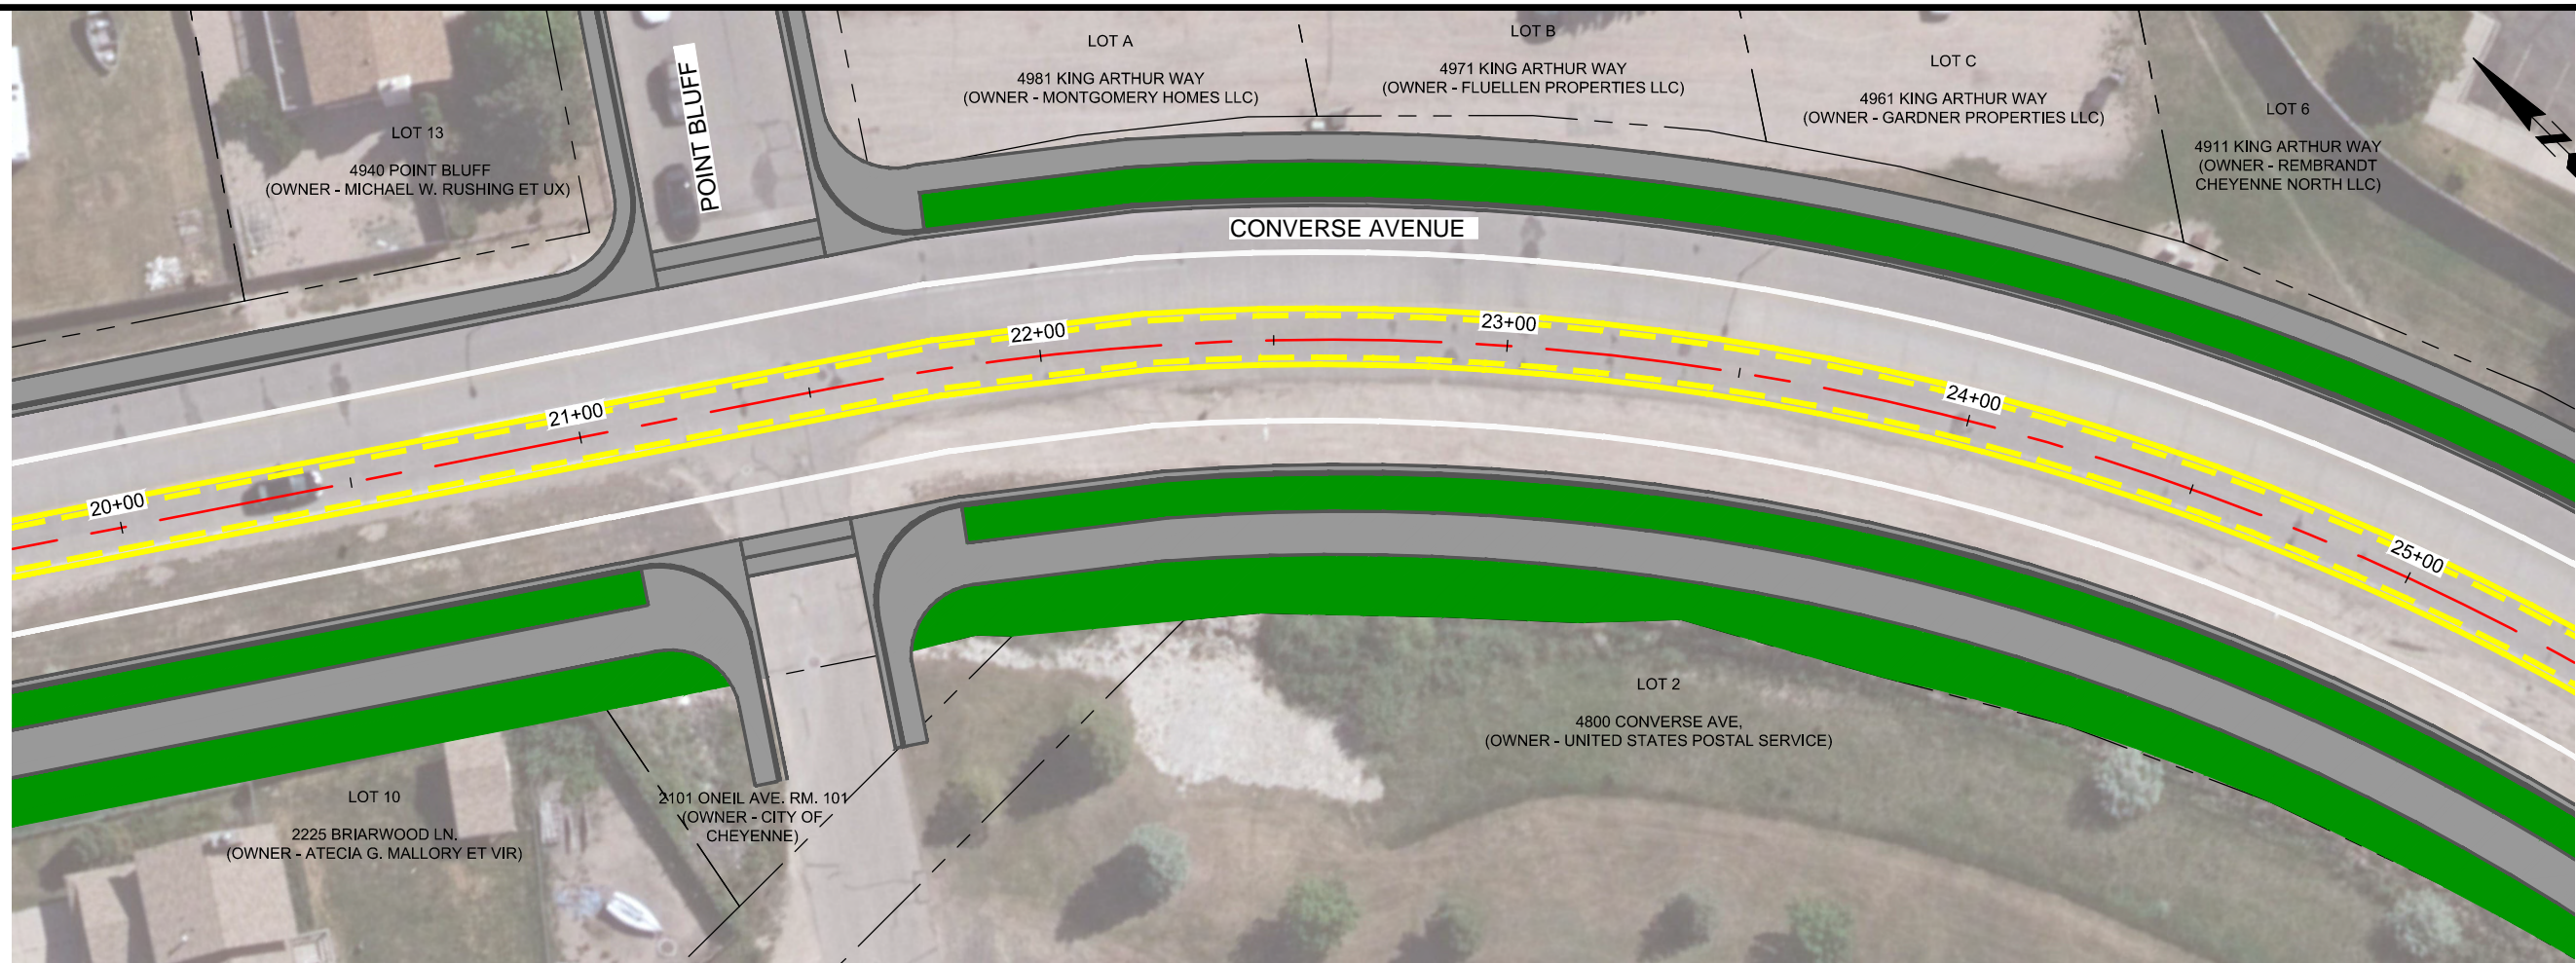 LOT A
4981 KING ARTHUR WAY
(OWNER - MONTGOMERY HOMES LLC)
LOT B
4971 KING ARTHUR WAY
(OWNER - FLUELLEN PROPERTIES LLC)
LOT C
4961 KING ARTHUR WAY
(OWNER - GARDNER PROPERTIES LLC)
LOT 6
4911 KING ARTHUR WAY
(OWNER - REMBRANDT
CHEYENNE NORTH LLC)
LOT 13
4940 POINT BLUFF
(OWNER - MICHAEL W. RUSHING ET UX)
POINT BLUFF
CONVERSE AVENUE
20+00
21+00
22+00
23+00
24+00
25+00
LOT 2
4800 CONVERSE AVE,
(OWNER - UNITED STATES POSTAL SERVICE)
LOT 10
2225 BRIARWOOD LN.
(OWNER - ATECIA G. MALLORY ET VIR)
2101 ONEIL AVE. RM. 101
(OWNER - CITY OF
CHEYENNE)